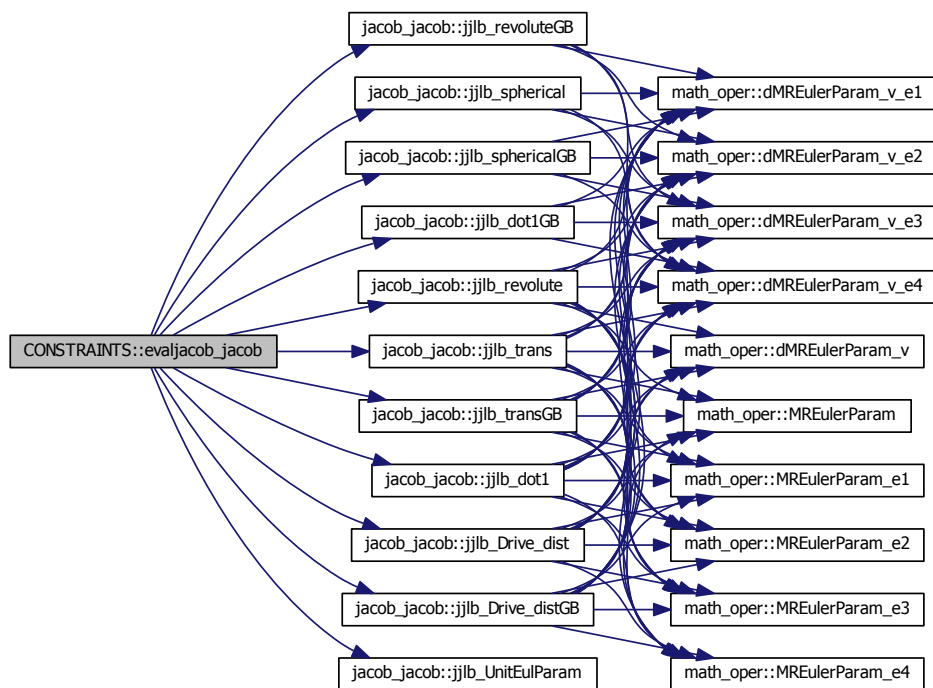 CONSTRAINTS::evaljacob_jacob
jacob_jacob::jjlb_revoluteGB
jacob_jacob::jjlb_spherical
jacob_jacob::jjlb_sphericalGB
jacob_jacob::jjlb_dot1GB
jacob_jacob::jjlb_revolute
jacob_jacob::jjlb_trans
jacob_jacob::jjlb_transGB
jacob_jacob::jjlb_dot1
jacob_jacob::jjlb_Drive_dist
jacob_jacob::jjlb_Drive_distGB
jacob_jacob::jjlb_UnitEulParam
math_oper::dMREulerParam_v_e1
math_oper::dMREulerParam_v_e2
math_oper::dMREulerParam_v_e3
math_oper::dMREulerParam_v_e4
math_oper::dMREulerParam_v
math_oper::MREulerParam
math_oper::MREulerParam_e1
math_oper::MREulerParam_e2
math_oper::MREulerParam_e3
math_oper::MREulerParam_e4